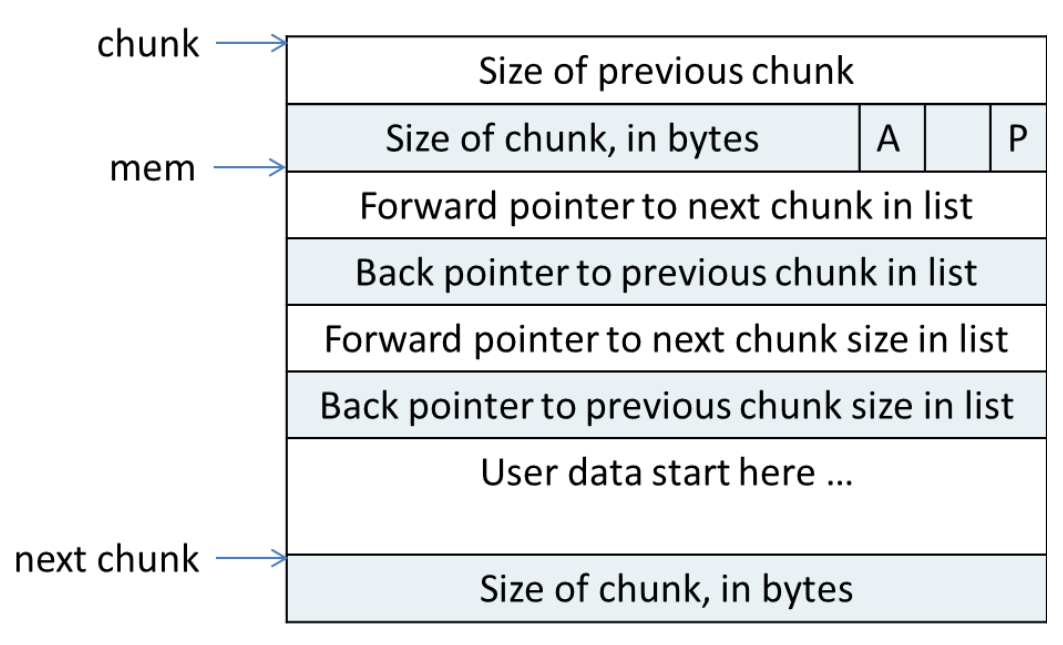 chunk
Size of previous chunk
Size of chunk, in bytes A P
mem
Forward pointer to next chunk in list
Back pointer to previous chunk in list
Forward pointer to next chunk size in list
Back pointer to previous chunk size in list
User data start here ...
next chunk
Size of chunk, in bytes